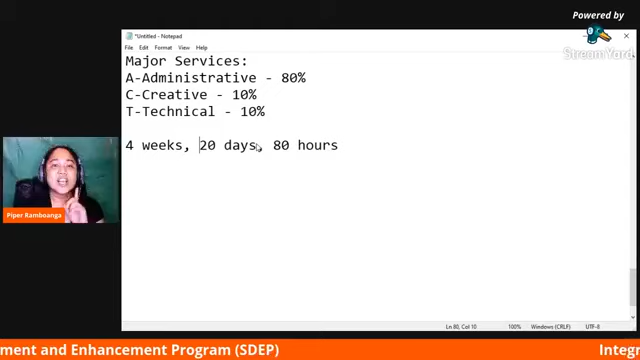 Powered by
StreamYard
*Untitled - Notepad
File Edit Format View Help
Major Services:
A-Administrative - 80%
C-Creative - 10%
T-Technical - 10%
4 weeks, 20 days, 80 hours
Piper Ramboanga
Ln 80, Col 10 100% Windows (CRLF) UTF-8
ment and Enhancement Program (SDEP) Integr